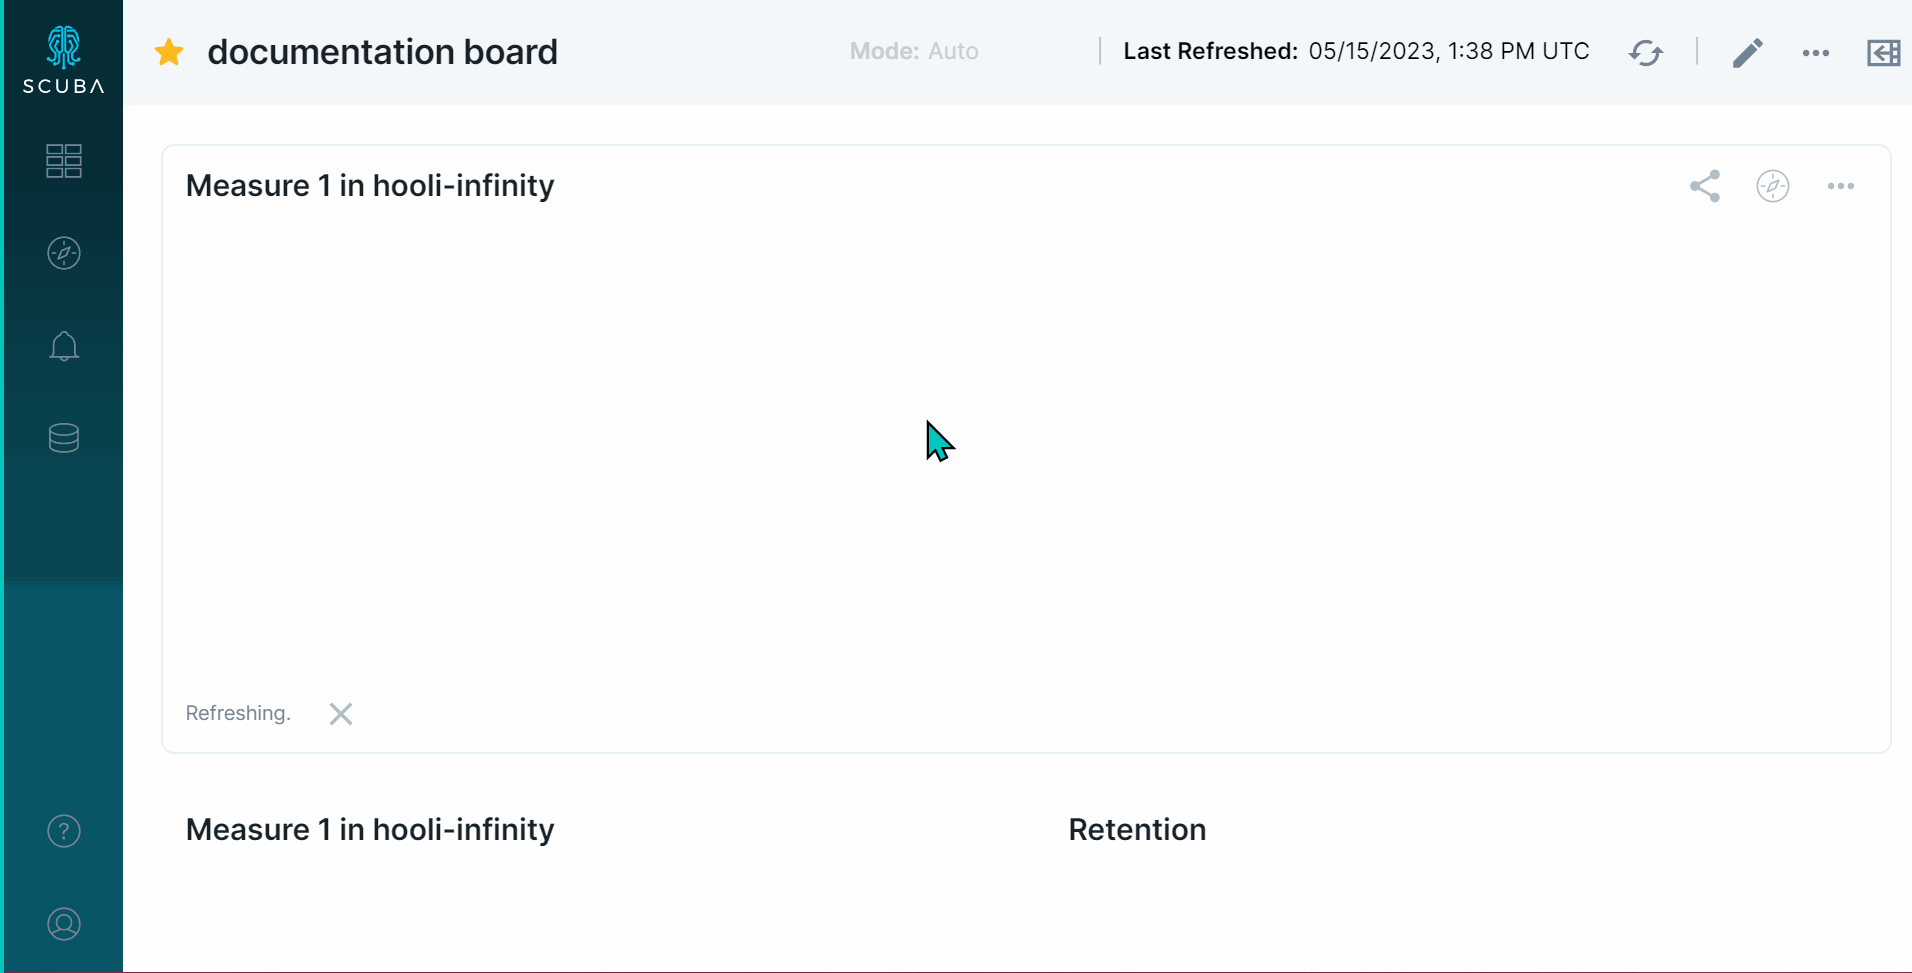 SCUBA
documentation board
Mode: Auto
Last Refreshed: 05/15/2023, 1:38 PM UTC
Measure 1 in hooli-infinity
Refreshing.
Measure 1 in hooli-infinity
Retention
?